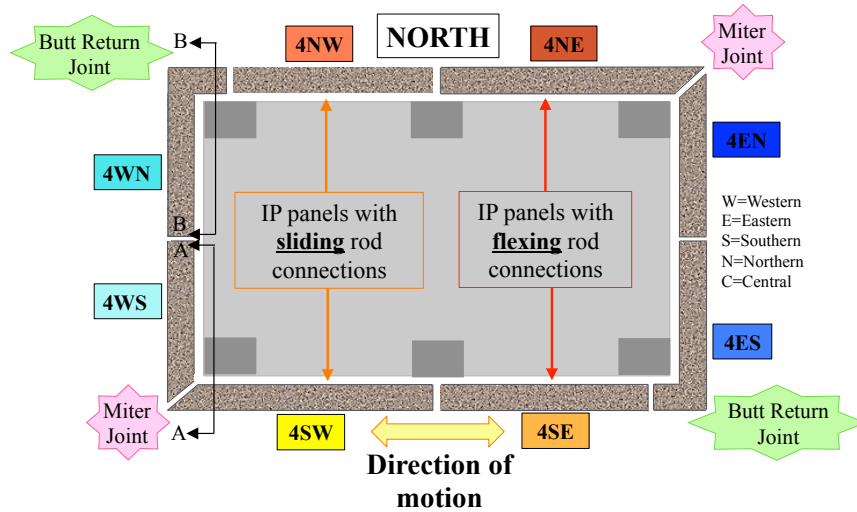 Butt Return
Joint
B
4NW
NORTH
4NE
Miter
Joint
4WN
4EN
B
A
IP panels with
sliding rod
connections
IP panels with
flexing rod
connections
W=Western
E=Eastern
S=Southern
N=Northern
C=Central
4WS
4ES
Miter
Joint
A
4SW
4SE
Butt Return
Joint
Direction of
motion